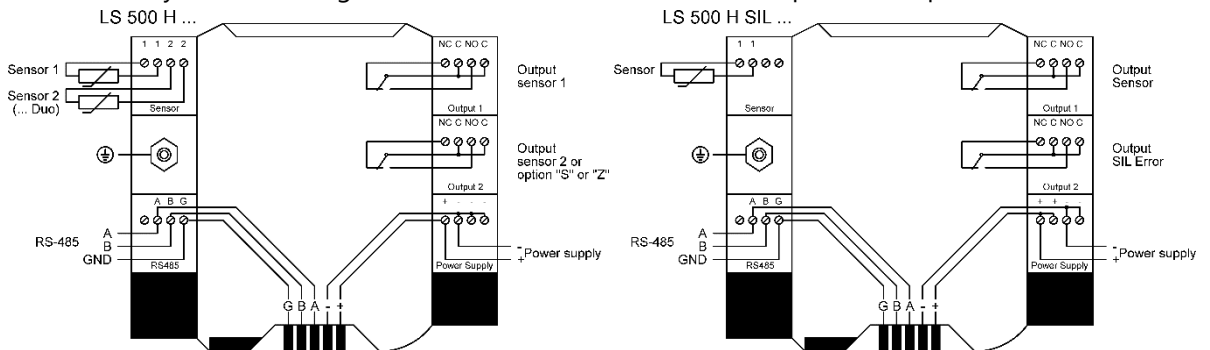 LS 500 H ...
1 1 2 2
Sensor 1
Sensor 2
(... Duo)
Sensor
A B G
A
RS-485
B
GND
RS485
G B A - +
NC C NO C
Output
sensor 1
Output 1
NC C NO C
Output
sensor 2 or
option "S" or "Z"
Output 2
+ - - -
-
Power supply
+
Power Supply
LS 500 H SIL ...
1 1
Sensor
Sensor
A B G
A
RS-485
B
GND
RS485
G B A - +
NC C NO C
Output
Sensor
Output 1
NC C NO C
Output
SIL Error
Output 2
+ + - -
-
Power supply
+
Power Supply